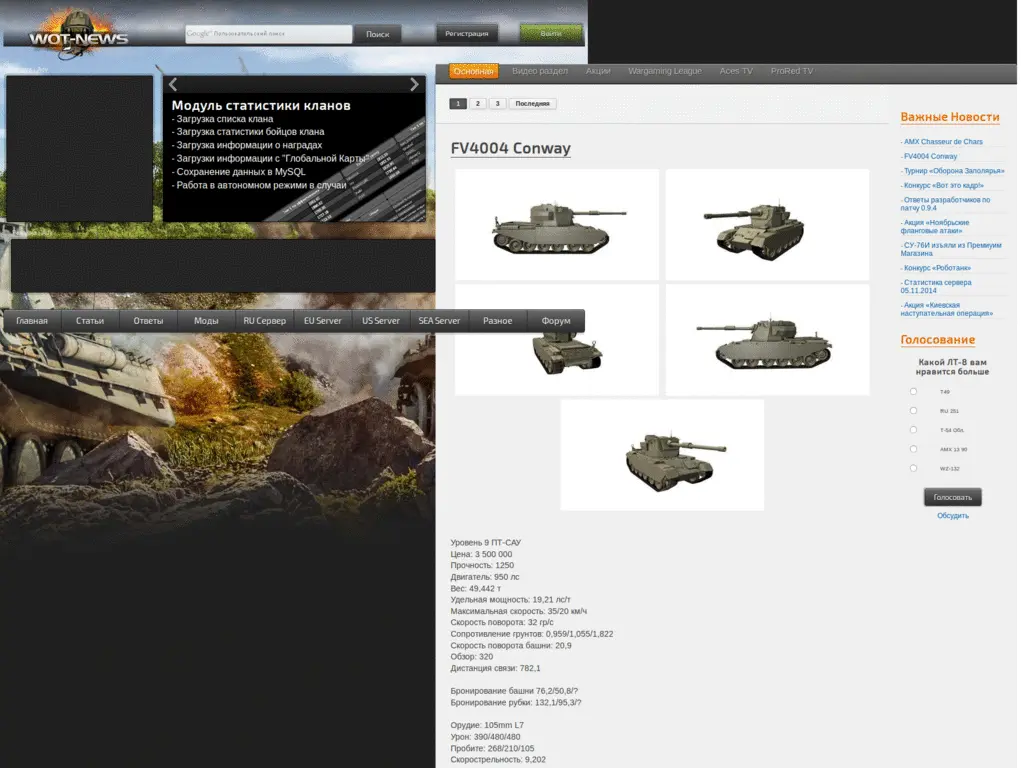 WOT-NEWS
Google Пользовательский поиск
Поиск
Регистрация
Войти
Основная Видео раздел Акции Wargaming League Aces TV ProRed TV
Модуль статистики кланов
- Загрузка списка клана
- Загрузка статистики бойцов клана
- Загрузка информации о наградах
- Загрузки информации с "Глобальной Карты"
- Сохранение данных в MySQL
- Работа в автономном режими в случаи
Главная Статьи Ответы Моды RU Сервер EU Server US Server SEA Server Разное Форум
1 2 3 Последняя
FV4004 Conway
Уровень 9 ПТ-САУ
Цена: 3 500 000
Прочность: 1250
Двигатель: 950 лс
Вес: 49,442 т
Удельная мощность: 19,21 лс/т
Максимальная скорость: 35/20 км/ч
Скорость поворота: 32 гр/с
Сопротивление грунтов: 0,959/1,055/1,822
Скорость поворота башни: 20,9
Обзор: 320
Дистанция связи: 782,1
Бронирование башни 76,2/50,8/?
Бронирование рубки: 132,1/95,3/?
Орудие: 105mm L7
Урон: 390/480/480
Пробите: 268/210/105
Скорострельность: 9,202
Важные Новости
- AMX Chasseur de Chars
- FV4004 Conway
- Турнир «Оборона Заполярья»
- Конкурс «Вот это кадр!»
- Ответы разработчиков по
патчу 0.9.4
- Акция «Ноябрьские
фланговые атаки»
- СУ-76И изъяли из Премиум
Магазина
- Конкурс «Роботанк»
- Статистика сервера
05.11.2014
- Акция «Киевская
наступательная операция»
Голосование
Какой ЛТ-8 вам
нравится больше
T49
RU 251
Т-54 Обл.
AMX 13 90
WZ-132
Голосовать
Обсудить